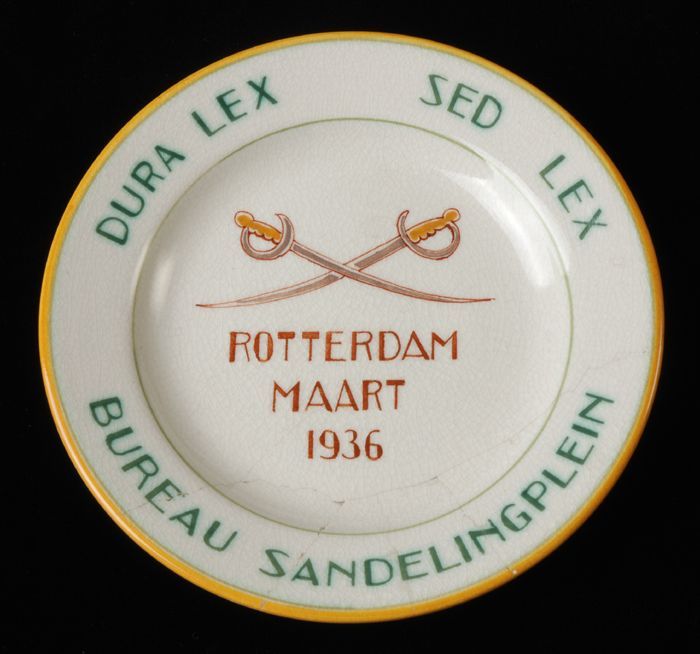 DURA LEX SED LEX
ROTTERDAM
MAART
1936
BUREAU SANDELINGPLEIN